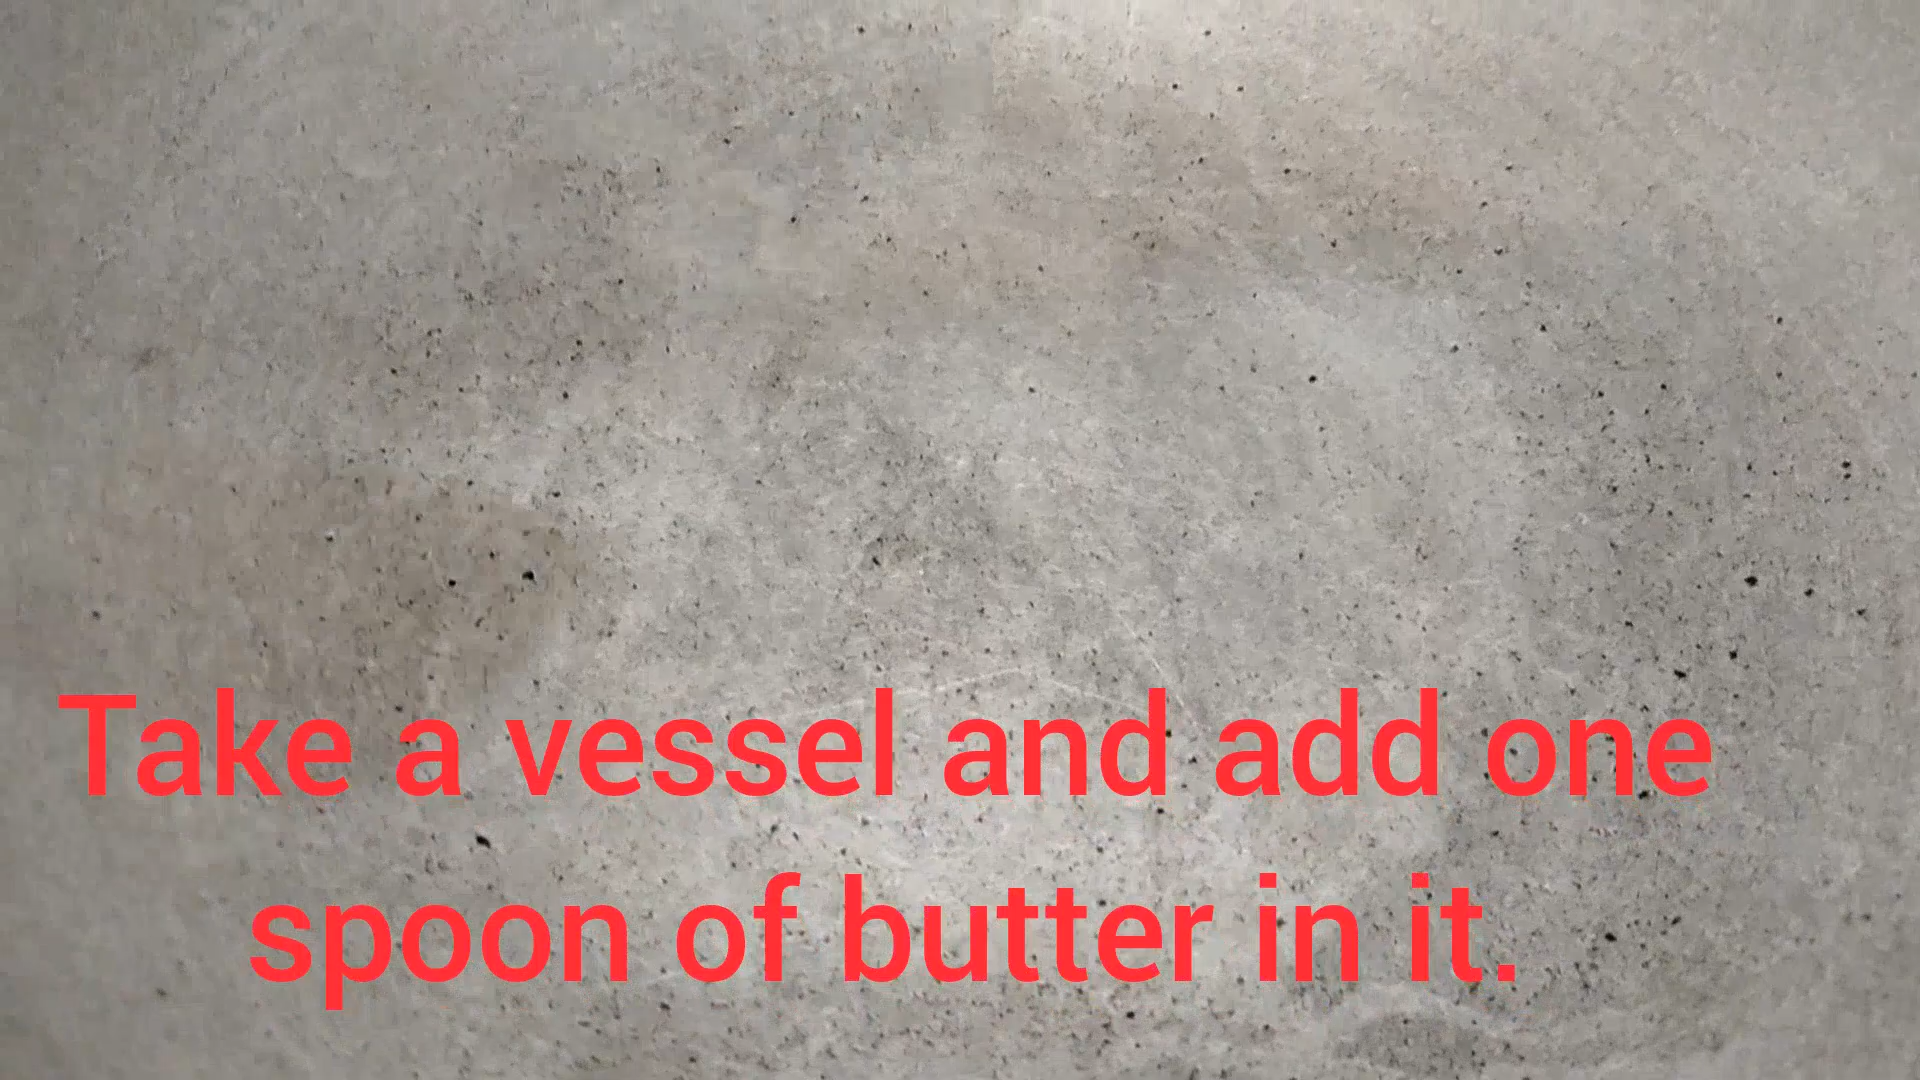 Take a vessel and add one
spoon of butter in it.